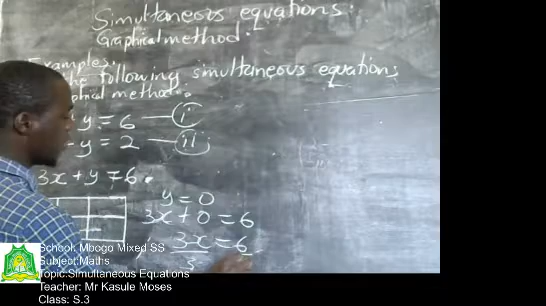 Simultaneous equations.
Graphical method.
Examples.
the following simultaneous equation;
method.
y = 6 — (i)
- y = 2 — (ii)
3x + y = 6.
y = 0
3x + 0 = 6
3x = 6
School: Mbogo Mixed SS
Subject:Maths
Topic:Simultaneous Equations
Teacher: Mr Kasule Moses
Class: S.3